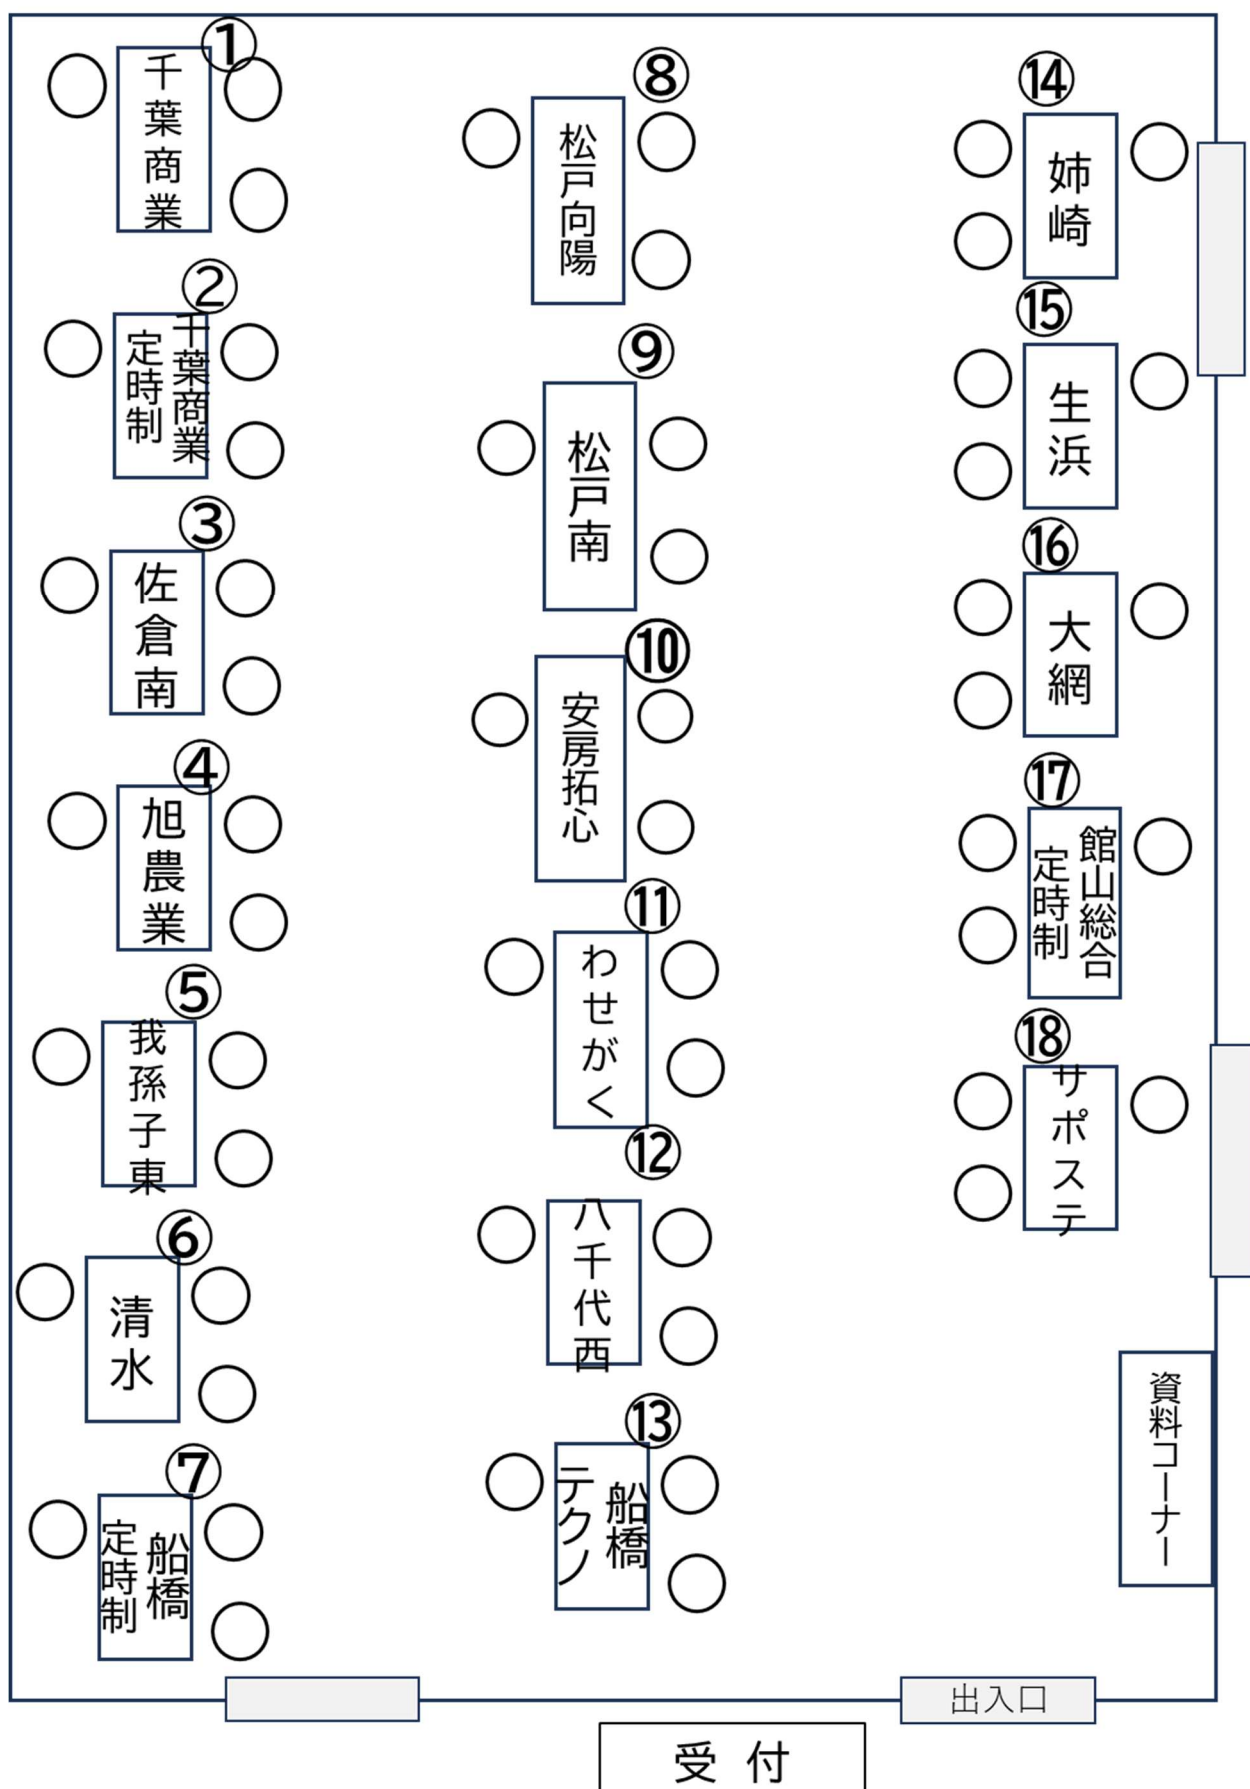 ①
千葉商業
②
千葉商業
定時制
③
佐倉南
④
旭農業
⑤
我孫子東
⑥
清水
⑦
船橋
定時制
⑧
松戸向陽
⑨
松戸南
⑩
安房拓心
⑪
わせがく
⑫
八千代西
⑬
船橋
テクノ
⑭
姉崎
⑮
生浜
⑯
大網
⑰
館山総合
定時制
⑱
サポステ
資料コーナー
出入口
受付